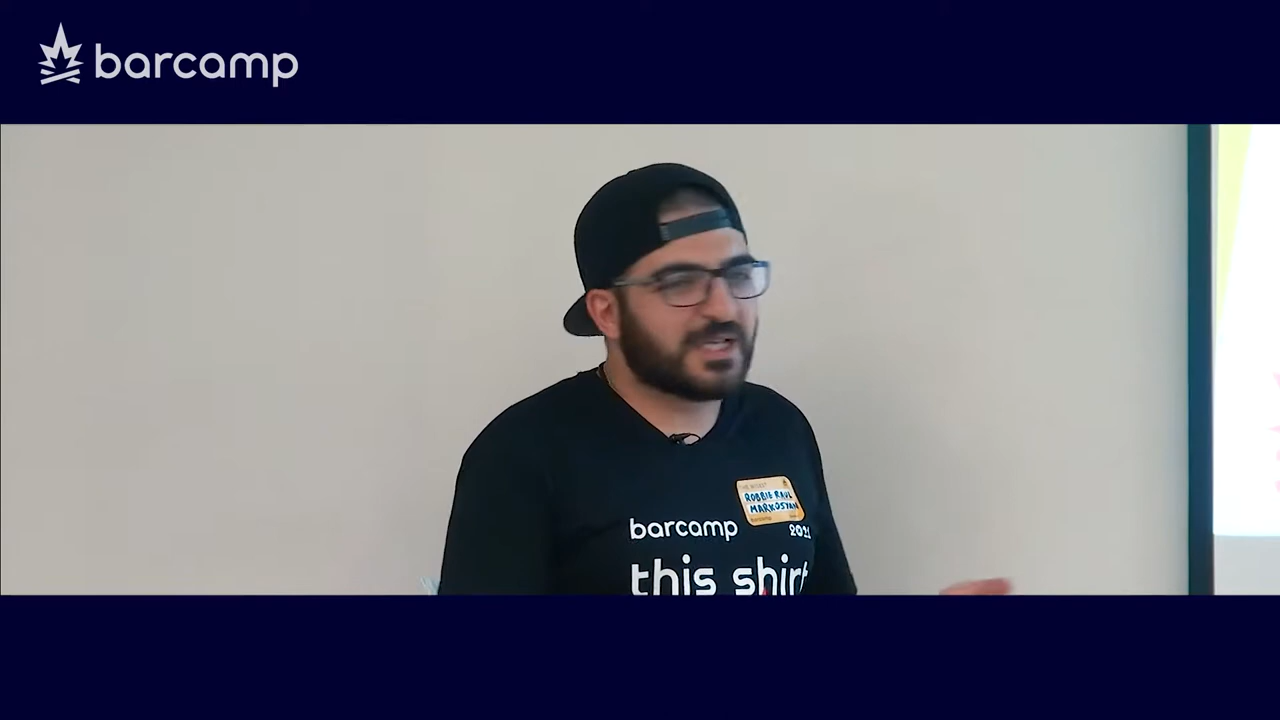 barcamp
ROBBIE RAUL
MARKOSYAN
barcamp 2021
this shirt